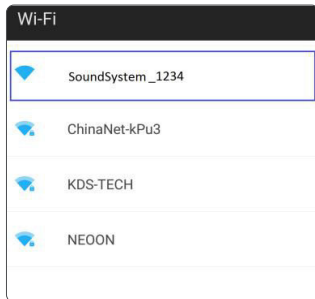 Wi-Fi
SoundSystem _1234
ChinaNet-kPu3
KDS-TECH
NEOON